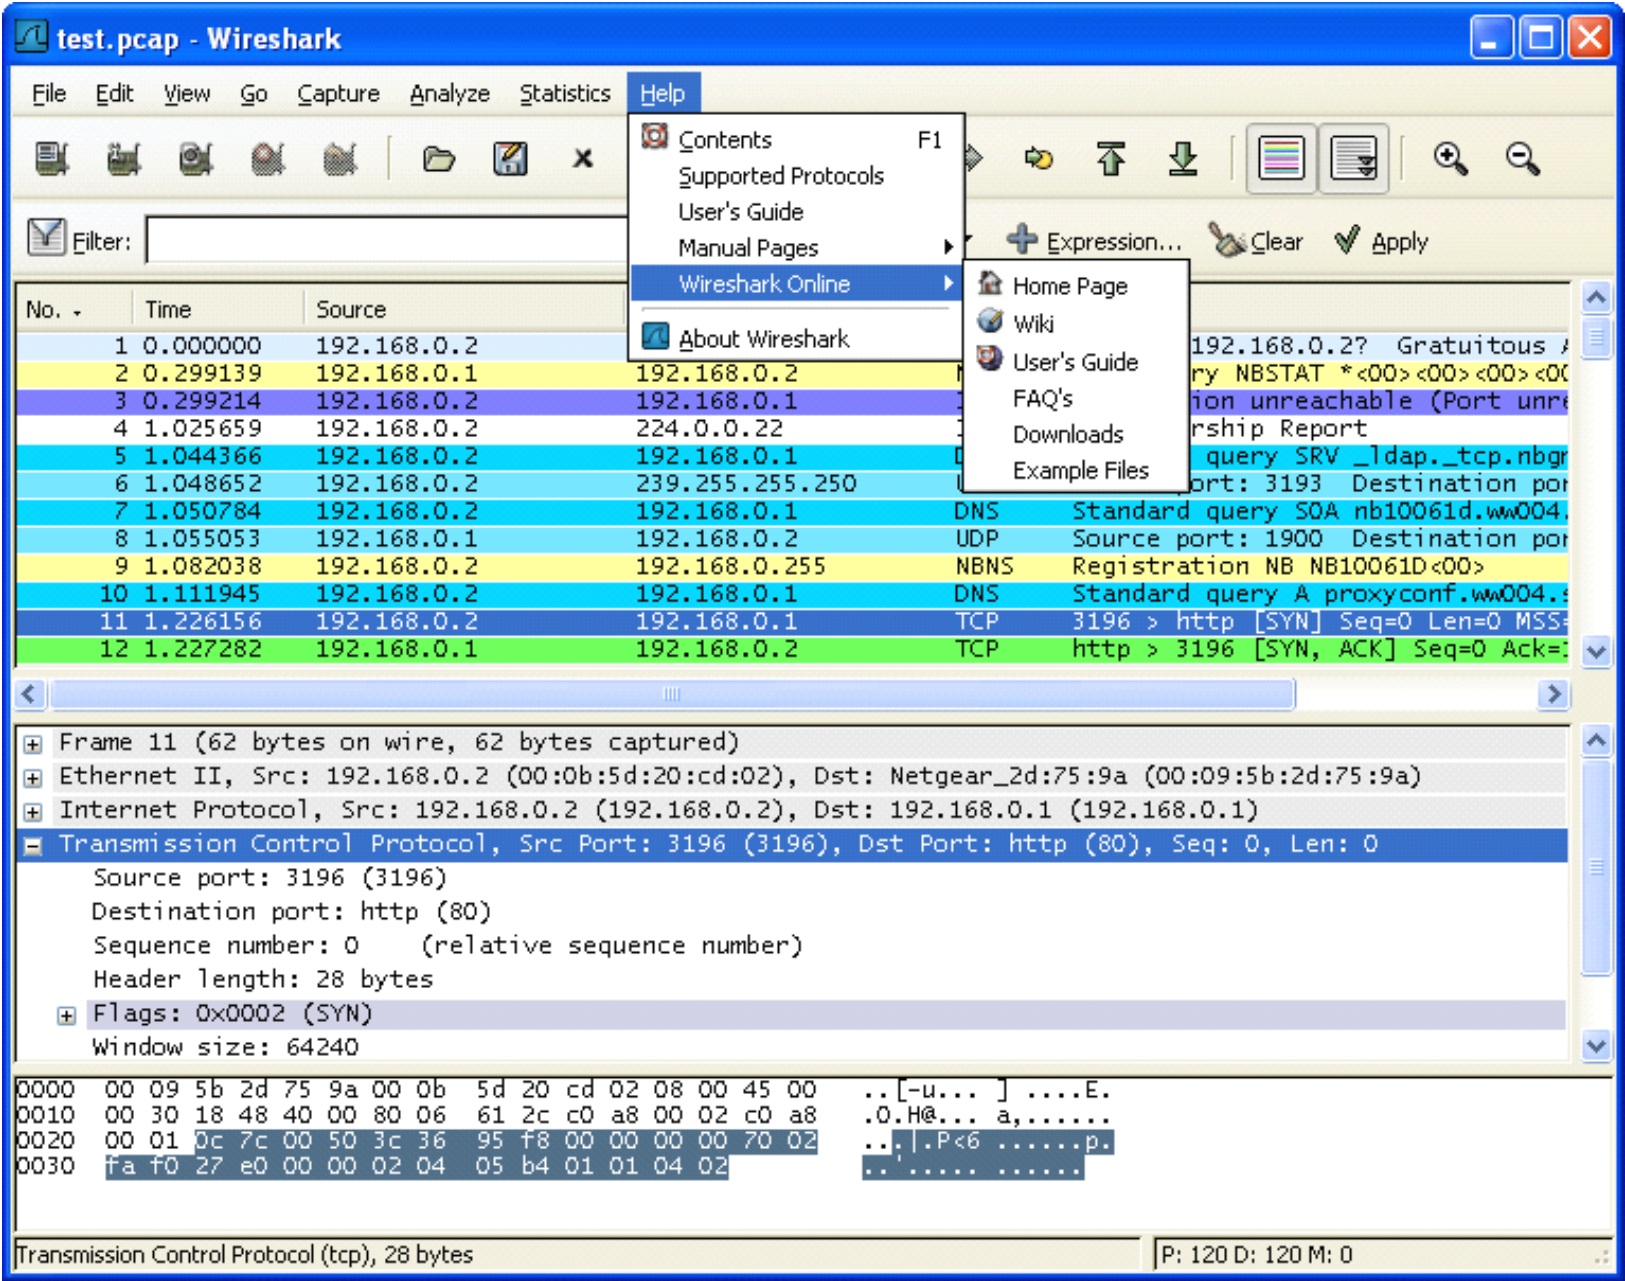 test.pcap - Wireshark
File Edit View Go Capture Analyze Statistics Help
Contents F1
Supported Protocols
User's Guide
Manual Pages
Wireshark Online
About Wireshark
Home Page
Wiki
User's Guide
FAQ's
Downloads
Example Files
Filter: Expression... Clear Apply
No. Time Source
1 0.000000 192.168.0.2 192.168.0.2? Gratuitous
2 0.299139 192.168.0.1 192.168.0.2 ry NBSTAT *<00><00><00><00
3 0.299214 192.168.0.2 192.168.0.1 ion unreachable (Port unre
4 1.025659 192.168.0.2 224.0.0.22 rship Report
5 1.044366 192.168.0.2 192.168.0.1 query SRV _ldap._tcp.nbgr
6 1.048652 192.168.0.2 239.255.255.250 ort: 3193 Destination por
7 1.050784 192.168.0.2 192.168.0.1 DNS Standard query SOA nb10061d.ww004.
8 1.055053 192.168.0.1 192.168.0.2 UDP Source port: 1900 Destination por
9 1.082038 192.168.0.2 192.168.0.255 NBNS Registration NB NB10061D<00>
10 1.111945 192.168.0.2 192.168.0.1 DNS Standard query A proxyconf.ww004.s
11 1.226156 192.168.0.2 192.168.0.1 TCP 3196 > http [SYN] Seq=0 Len=0 MSS=
12 1.227282 192.168.0.1 192.168.0.2 TCP http > 3196 [SYN, ACK] Seq=0 Ack=1
Frame 11 (62 bytes on wire, 62 bytes captured)
Ethernet II, Src: 192.168.0.2 (00:0b:5d:20:cd:02), Dst: Netgear_2d:75:9a (00:09:5b:2d:75:9a)
Internet Protocol, Src: 192.168.0.2 (192.168.0.2), Dst: 192.168.0.1 (192.168.0.1)
Transmission Control Protocol, Src Port: 3196 (3196), Dst Port: http (80), Seq: 0, Len: 0
Source port: 3196 (3196)
Destination port: http (80)
Sequence number: 0 (relative sequence number)
Header length: 28 bytes
Flags: 0x0002 (SYN)
Window size: 64240
0000 00 09 5b 2d 75 9a 00 0b 5d 20 cd 02 08 00 45 00 ..[-u... ] ....E.
0010 00 30 18 48 40 00 80 06 61 2c c0 a8 00 02 c0 a8 .0.H@... a,......
0020 00 01 0c 7c 00 50 3c 36 95 f8 00 00 00 00 70 02 ...|.P<6 ......p.
0030 fa f0 27 e0 00 00 02 04 05 b4 01 01 04 02 ..'..... ......
Transmission Control Protocol (tcp), 28 bytes P: 120 D: 120 M: 0